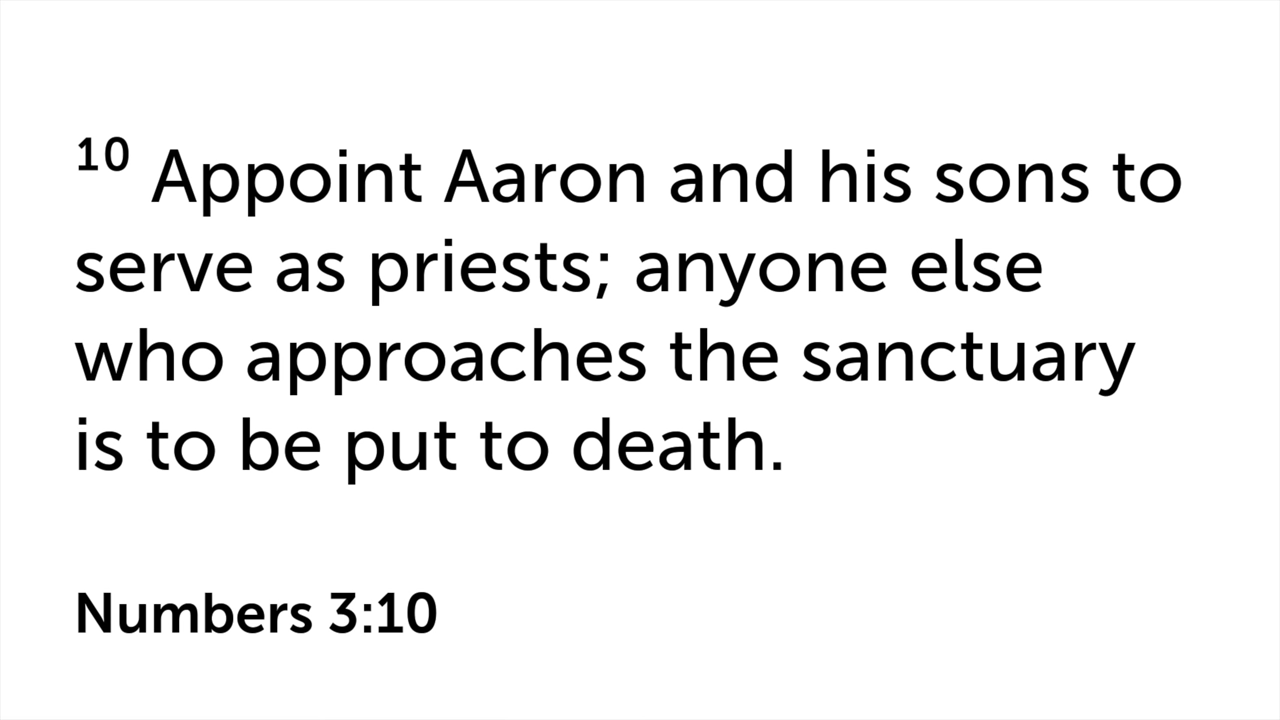 10 Appoint Aaron and his sons to
serve as priests; anyone else
who approaches the sanctuary
is to be put to death.
Numbers 3:10